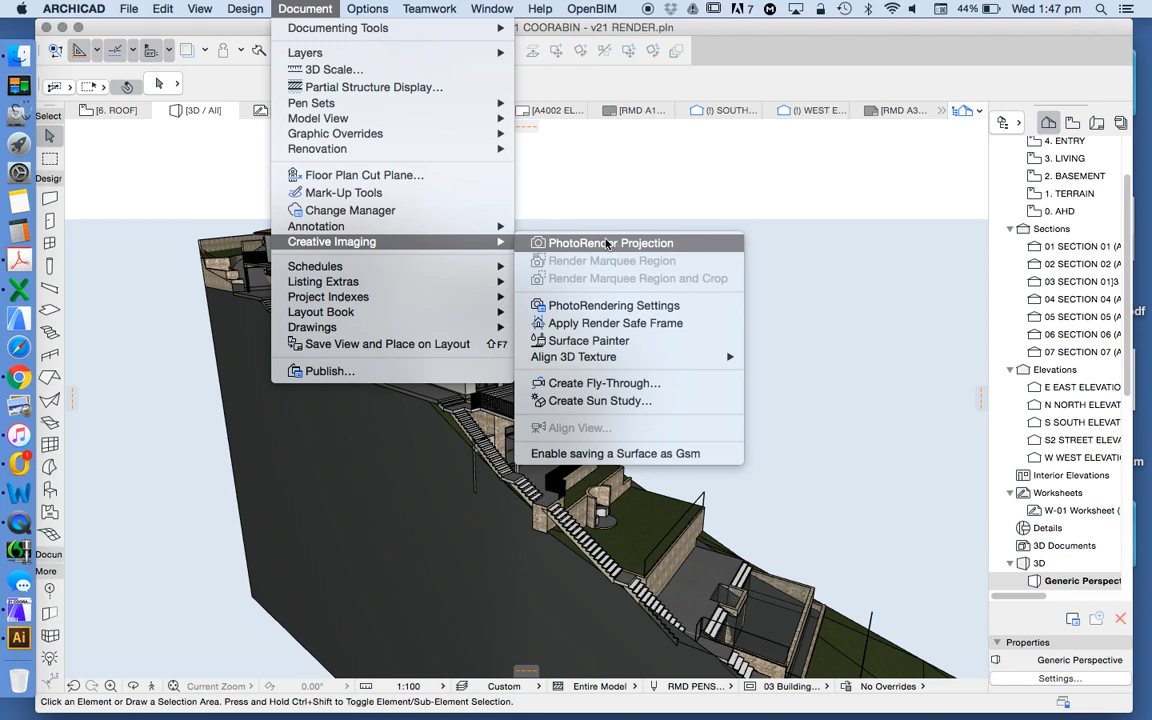 ARCHICAD File Edit View Design Document Options Teamwork Window Help OpenBIM 7 44% Wed 1:47 pm
COORABIN - v21 RENDER.pln
[6. ROOF] [3D / All] [A4002 EL... [RMD A1... (!) SOUTH... (!) WEST E... [RMD A3...
Select
Design
Docun
More
Documenting Tools
Layers
3D Scale...
Partial Structure Display...
Pen Sets
Model View
Graphic Overrides
Renovation
Floor Plan Cut Plane...
Mark-Up Tools
Change Manager
Annotation
Creative Imaging
Schedules
Listing Extras
Project Indexes
Layout Book
Drawings
Save View and Place on Layout ⇧F7
Publish...
PhotoRender Projection
Render Marquee Region
Render Marquee Region and Crop
PhotoRendering Settings
Apply Render Safe Frame
Surface Painter
Align 3D Texture
Create Fly-Through...
Create Sun Study...
Align View...
Enable saving a Surface as Gsm
4. ENTRY
3. LIVING
2. BASEMENT
1. TERRAIN
0. AHD
Sections
01 SECTION 01 (A
02 SECTION 02 (A
03 SECTION 01]3
04 SECTION 04 (A
05 SECTION 05 (A
06 SECTION 06 (A
07 SECTION 07 (A
Elevations
E EAST ELEVATIO
N NORTH ELEVAT
S SOUTH ELEVAT
S2 STREET ELEV
W WEST ELEVATI
Interior Elevations
Worksheets
W-01 Worksheet (
Details
3D Documents
3D
Generic Perspect
Properties
Generic Perspective
Settings...
Current Zoom 0.00° 1:100 Custom Entire Model RMD PENS... 03 Building... No Overrides
Click an Element or Draw a Selection Area. Press and Hold Ctrl+Shift to Toggle Element/Sub-Element Selection.